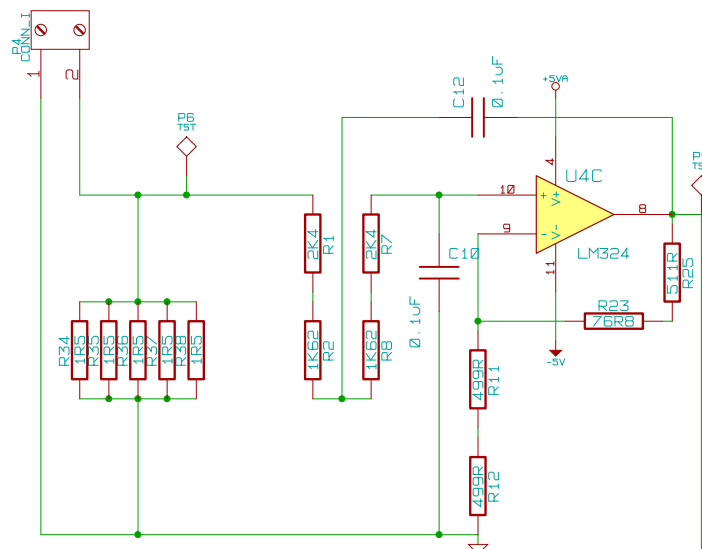 P4
CONN_I
1
2
P6
TST
C12
0.1uF
+5VA
P
TS
4
U4C
10
+
V+
8
9
-
V-
11
LM324
2K4
R1
2K4
R7
C10
0.1uF
511R
R25
R23
76R8
-5V
R34
1R5
R35
1R5
R36
1R5
R37
1R5
R38
1R5
1K62
R2
1K62
R8
499R
R11
499R
R12